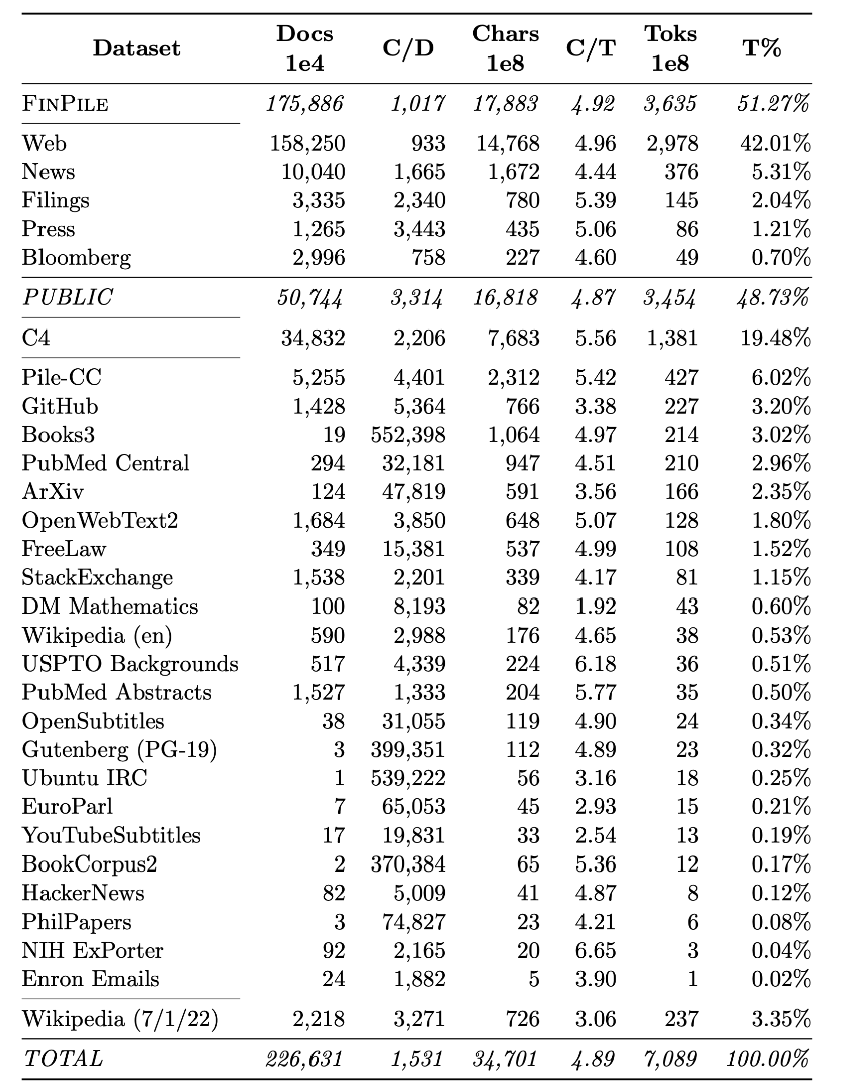 Dataset Docs 1e4 C/D Chars 1e8 C/T Toks 1e8 T%
FINPILE 175,886 1,017 17,883 4.92 3,635 51.27%
Web 158,250 933 14,768 4.96 2,978 42.01%
News 10,040 1,665 1,672 4.44 376 5.31%
Filings 3,335 2,340 780 5.39 145 2.04%
Press 1,265 3,443 435 5.06 86 1.21%
Bloomberg 2,996 758 227 4.60 49 0.70%
PUBLIC 50,744 3,314 16,818 4.87 3,454 48.73%
C4 34,832 2,206 7,683 5.56 1,381 19.48%
Pile-CC 5,255 4,401 2,312 5.42 427 6.02%
GitHub 1,428 5,364 766 3.38 227 3.20%
Books3 19 552,398 1,064 4.97 214 3.02%
PubMed Central 294 32,181 947 4.51 210 2.96%
ArXiv 124 47,819 591 3.56 166 2.35%
OpenWebText2 1,684 3,850 648 5.07 128 1.80%
FreeLaw 349 15,381 537 4.99 108 1.52%
StackExchange 1,538 2,201 339 4.17 81 1.15%
DM Mathematics 100 8,193 82 1.92 43 0.60%
Wikipedia (en) 590 2,988 176 4.65 38 0.53%
USPTO Backgrounds 517 4,339 224 6.18 36 0.51%
PubMed Abstracts 1,527 1,333 204 5.77 35 0.50%
OpenSubtitles 38 31,055 119 4.90 24 0.34%
Gutenberg (PG-19) 3 399,351 112 4.89 23 0.32%
Ubuntu IRC 1 539,222 56 3.16 18 0.25%
EuroParl 7 65,053 45 2.93 15 0.21%
YouTubeSubtitles 17 19,831 33 2.54 13 0.19%
BookCorpus2 2 370,384 65 5.36 12 0.17%
HackerNews 82 5,009 41 4.87 8 0.12%
PhilPapers 3 74,827 23 4.21 6 0.08%
NIH ExPorter 92 2,165 20 6.65 3 0.04%
Enron Emails 24 1,882 5 3.90 1 0.02%
Wikipedia (7/1/22) 2,218 3,271 726 3.06 237 3.35%
TOTAL 226,631 1,531 34,701 4.89 7,089 100.00%